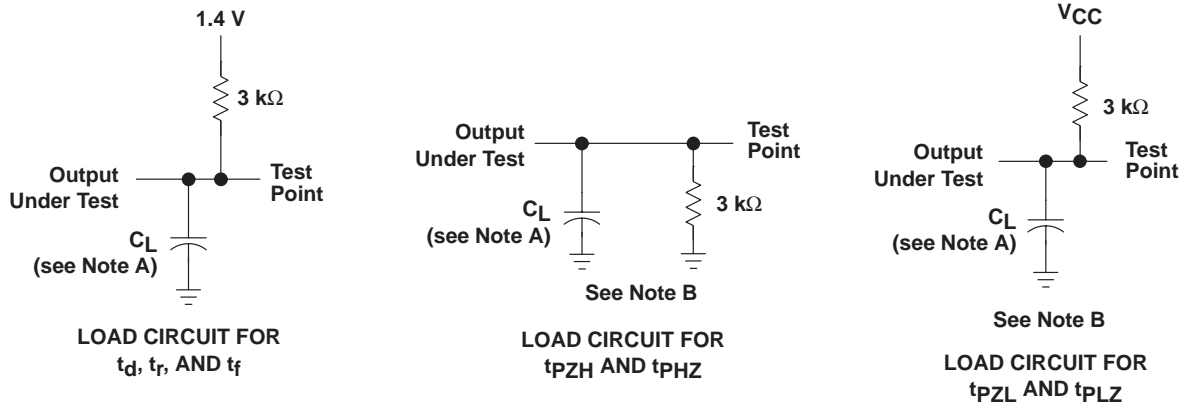 1.4 V
3 kΩ
Output
Under Test
Test
Point
CL
(see Note A)
LOAD CIRCUIT FOR
td, tr, AND tf
Output
Under Test
Test
Point
CL
(see Note A)
3 kΩ
See Note B
LOAD CIRCUIT FOR
tPZH AND tPHZ
VCC
3 kΩ
Output
Under Test
Test
Point
CL
(see Note A)
See Note B
LOAD CIRCUIT FOR
tPZL AND tPLZ